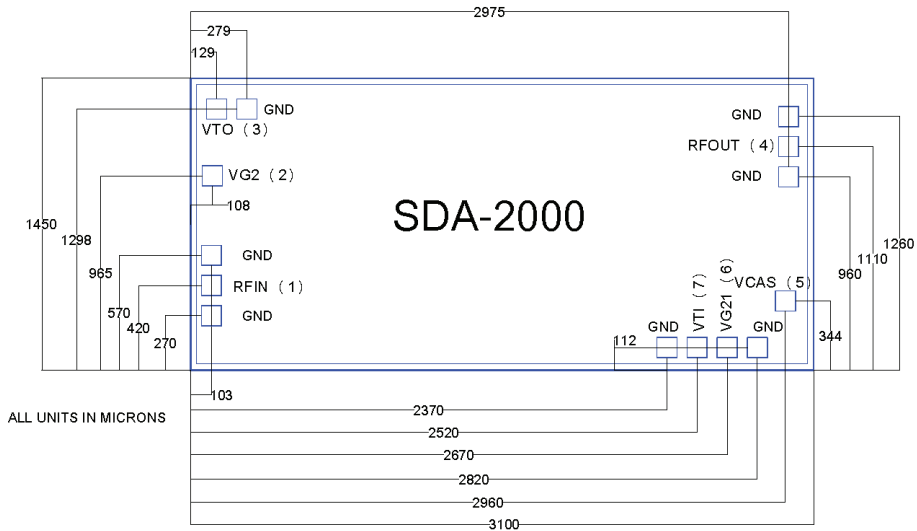 2975
279
129
GND
VTO (3)
GND
RFOUT (4)
GND
VG2 (2)
108
SDA-2000
1450
1298
965
570
420
270
GND
RFIN (1)
GND
103
1260
1110
960
344
VCAS (5)
VG21 (6)
VTI (7)
GND
GND
112
ALL UNITS IN MICRONS
2370
2520
2670
2820
2960
3100